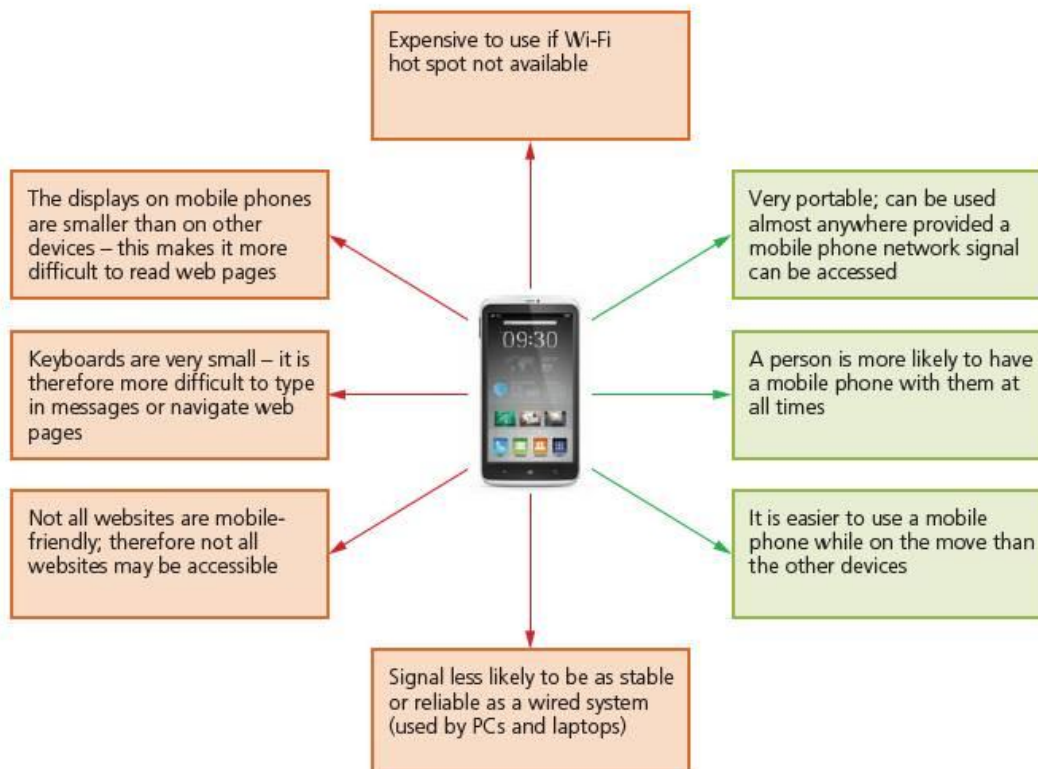 Expensive to use if Wi-Fi
hot spot not available
The displays on mobile phones
are smaller than on other
devices – this makes it more
difficult to read web pages
Very portable; can be used
almost anywhere provided a
mobile phone network signal
can be accessed
09:30
Keyboards are very small – it is
therefore more difficult to type
in messages or navigate web
pages
A person is more likely to have
a mobile phone with them at
all times
Not all websites are mobile-
friendly; therefore not all
websites may be accessible
It is easier to use a mobile
phone while on the move than
the other devices
Signal less likely to be as stable
or reliable as a wired system
(used by PCs and laptops)